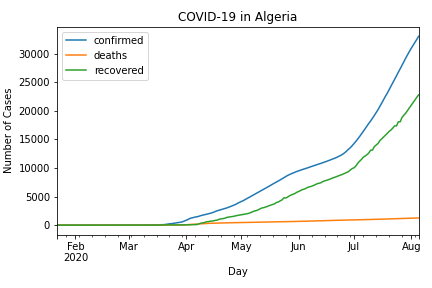 COVID-19 in Algeria
confirmed
deaths
recovered
Number of Cases
30000
25000
20000
15000
10000
5000
0
Feb
2020
Mar
Apr
May
Jun
Jul
Aug
Day